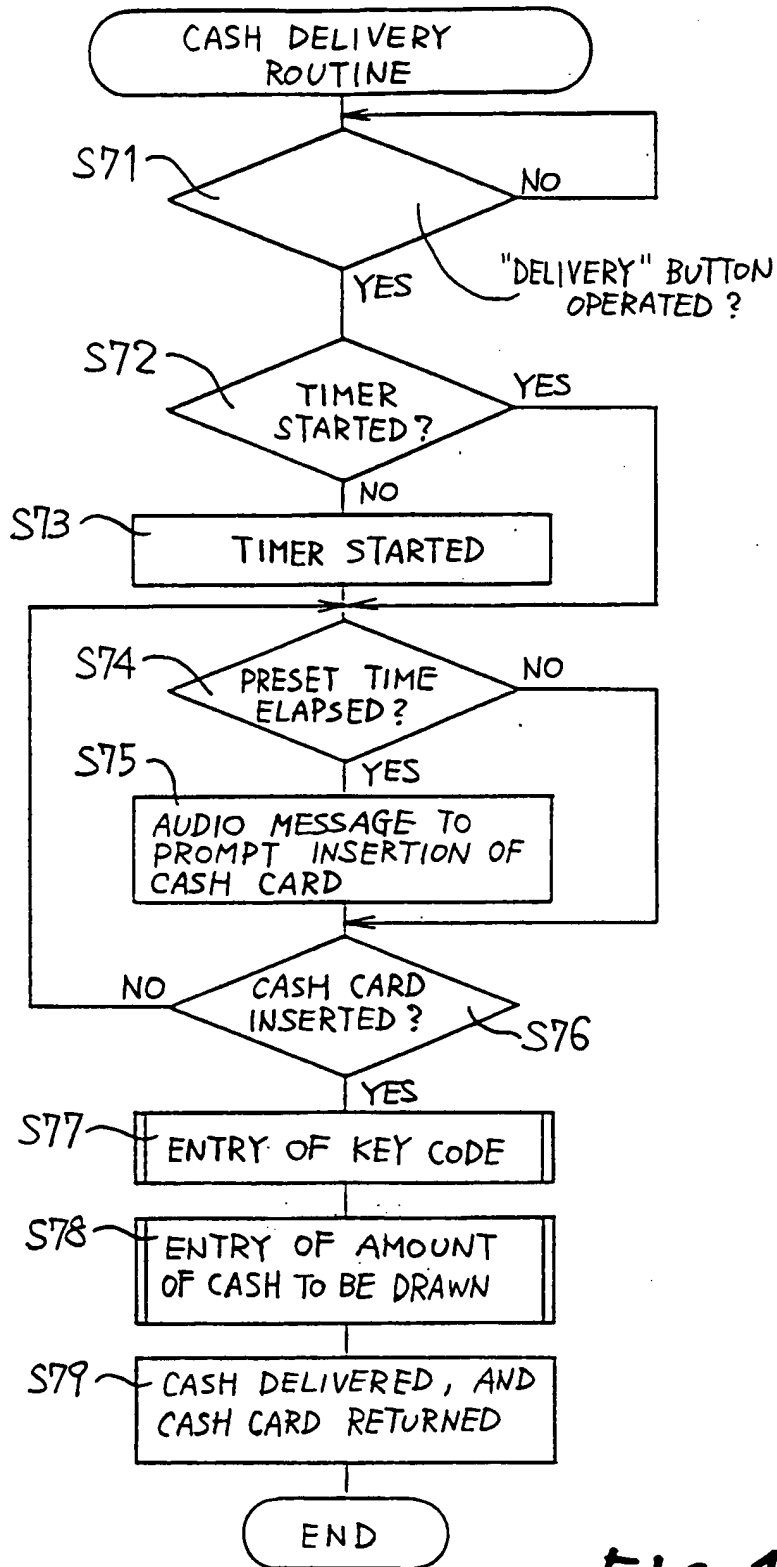 CASH DELIVERY
ROUTINE
S71
NO
"DELIVERY" BUTTON
OPERATED?
YES
S72
TIMER
STARTED?
YES
NO
S73
TIMER STARTED
S74
PRESET TIME
ELAPSED?
NO
YES
S75
AUDIO MESSAGE TO
PROMPT INSERTION OF
CASH CARD
NO
CASH CARD
INSERTED?
S76
YES
S77
ENTRY OF KEY CODE
S78
ENTRY OF AMOUNT
OF CASH TO BE DRAWN
S79
CASH DELIVERED, AND
CASH CARD RETURNED
END